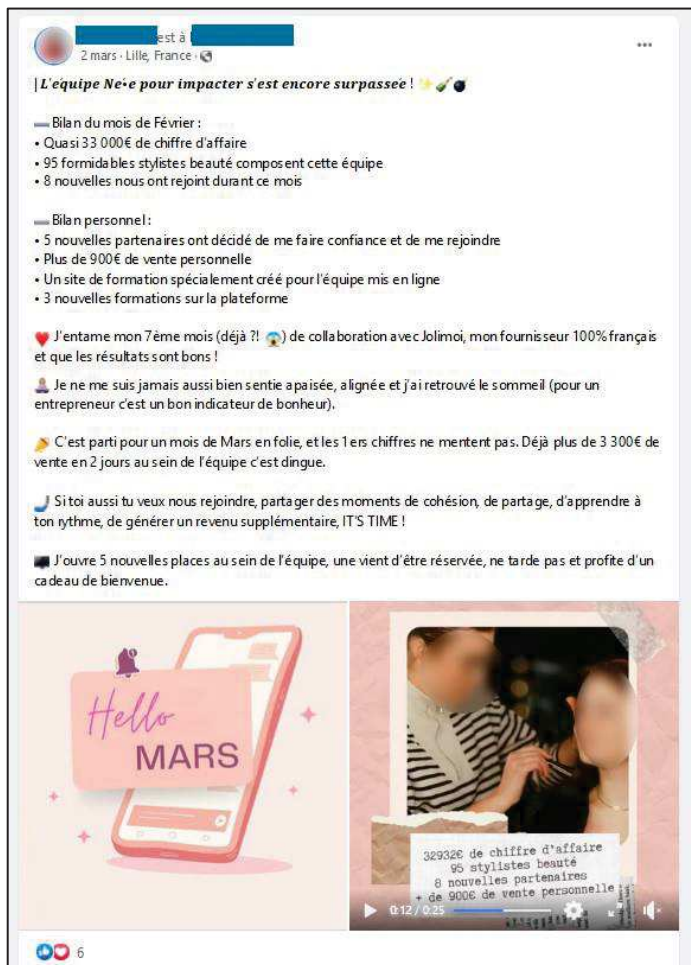 est à
2 mars · Lille, France ·
| L'équipe Né•e pour impacter s'est encore surpassée !
Bilan du mois de Février :
• Quasi 33 000€ de chiffre d'affaire
• 95 formidables stylistes beauté composent cette équipe
• 8 nouvelles nous ont rejoint durant ce mois
Bilan personnel :
• 5 nouvelles partenaires ont décidé de me faire confiance et de me rejoindre
• Plus de 900€ de vente personnelle
• Un site de formation spécialement créé pour l'équipe mis en ligne
• 3 nouvelles formations sur la plateforme
J'entame mon 7ème mois (déjà ?! 😱) de collaboration avec Jolimoi, mon fournisseur 100% français
et que les résultats sont bons !
Je ne me suis jamais aussi bien sentie apaisée, alignée et j'ai retrouvé le sommeil (pour un
entrepreneur c'est un bon indicateur de bonheur).
C'est parti pour un mois de Mars en folie, et les 1ers chiffres ne mentent pas. Déjà plus de 3 300€ de
vente en 2 jours au sein de l'équipe c'est dingue.
Si toi aussi tu veux nous rejoindre, partager des moments de cohésion, de partage, d'apprendre à
ton rythme, de générer un revenu supplémentaire, IT'S TIME !
J'ouvre 5 nouvelles places au sein de l'équipe, une vient d'être réservée, ne tarde pas et profite d'un
cadeau de bienvenue.
Hello
MARS
32932€ de chiffre d'affaire
95 stylistes beauté
8 nouvelles partenaires
+ de 900€ de vente personnelle
0:12 / 0:25
6